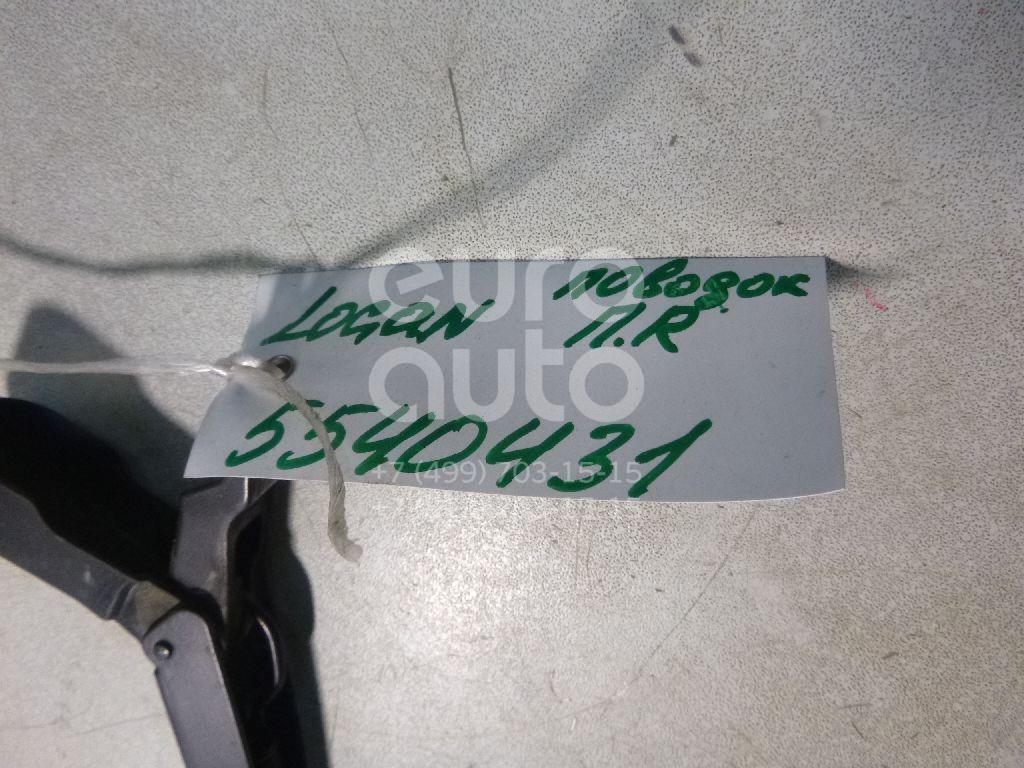 LOGAN поводок
П.R
5540431
euro
auto
+7 (499) 703-15-15